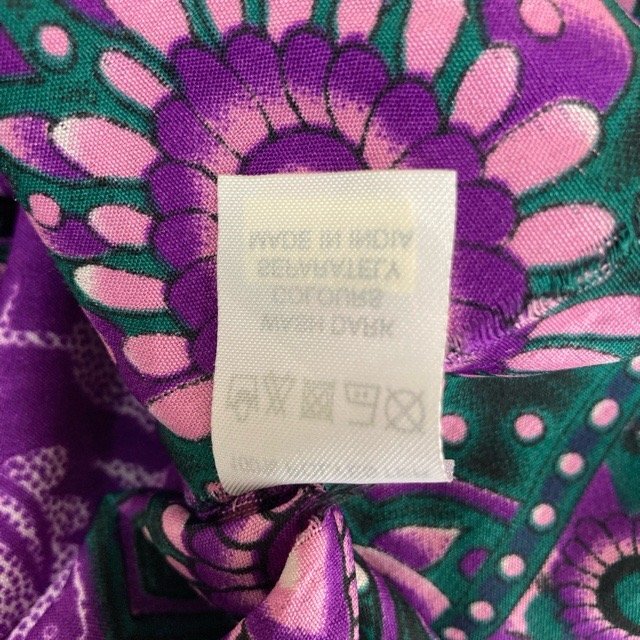 WASH DARK
COLOURS
SEPARATELY
MADE IN INDIA